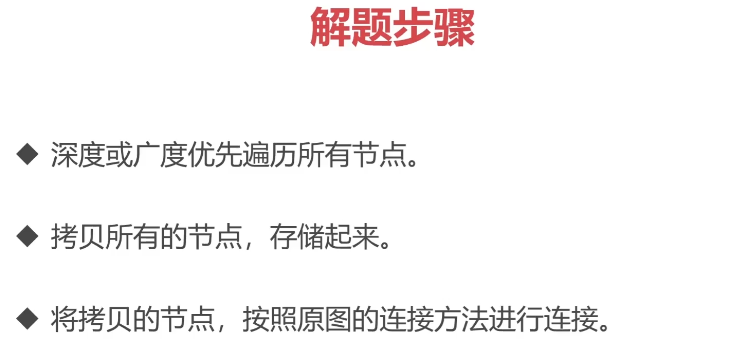 解题步骤
◆ 深度或广度优先遍历所有节点。
◆ 拷贝所有的节点，存储起来。
◆ 将拷贝的节点，按照原图的连接方法进行连接。